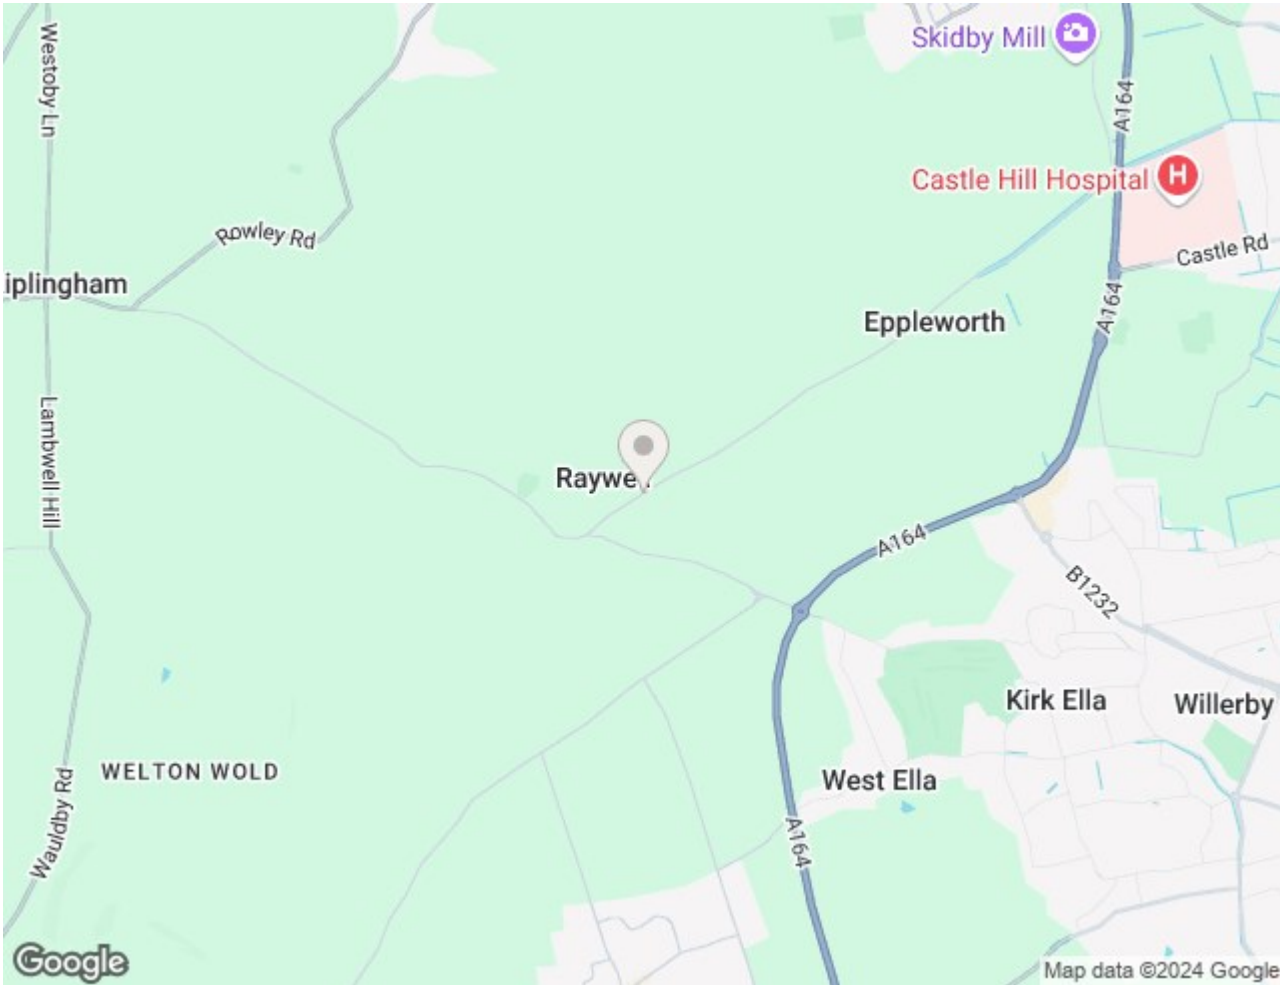 Westoby Ln
Skidby Mill
A164
Castle Hill Hospital
H
Rowley Rd
Castle Rd
iplingham
A164
Eppleworth
Lambwell Hill
Raywell
A164
B1232
Kirk Ella
Willerby
WELTON WOLD
West Ella
Wauldby Rd
A164
Google
Map data ©2024 Google